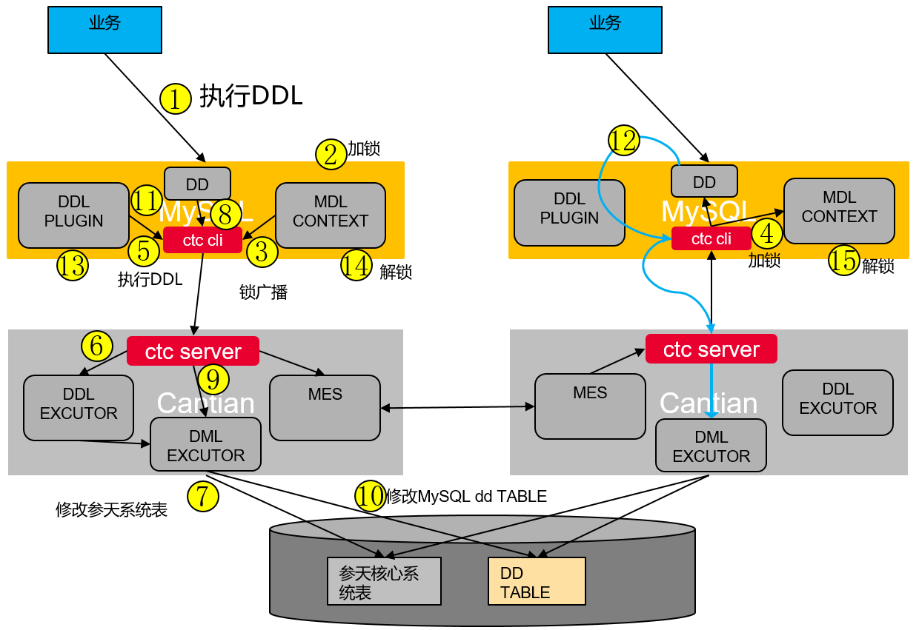 业务
业务
① 执行DDL
② 加锁
⑫
DD
DDL
PLUGIN
⑪
MySQL
⑧
MDL
CONTEXT
ctc cli
⑤
③
⑬
执行DDL
锁广播
⑭ 解锁
DD
DDL
PLUGIN
MySQL
MDL
CONTEXT
ctc cli
④
加锁
⑮ 解锁
⑥
ctc server
⑨
DDL
EXCUTOR
Cantian
MES
DML
EXCUTOR
ctc server
MES
Cantian
DDL
EXCUTOR
DML
EXCUTOR
⑦
修改参天系统表
⑩ 修改MySQL dd TABLE
参天核心系
统表
DD
TABLE